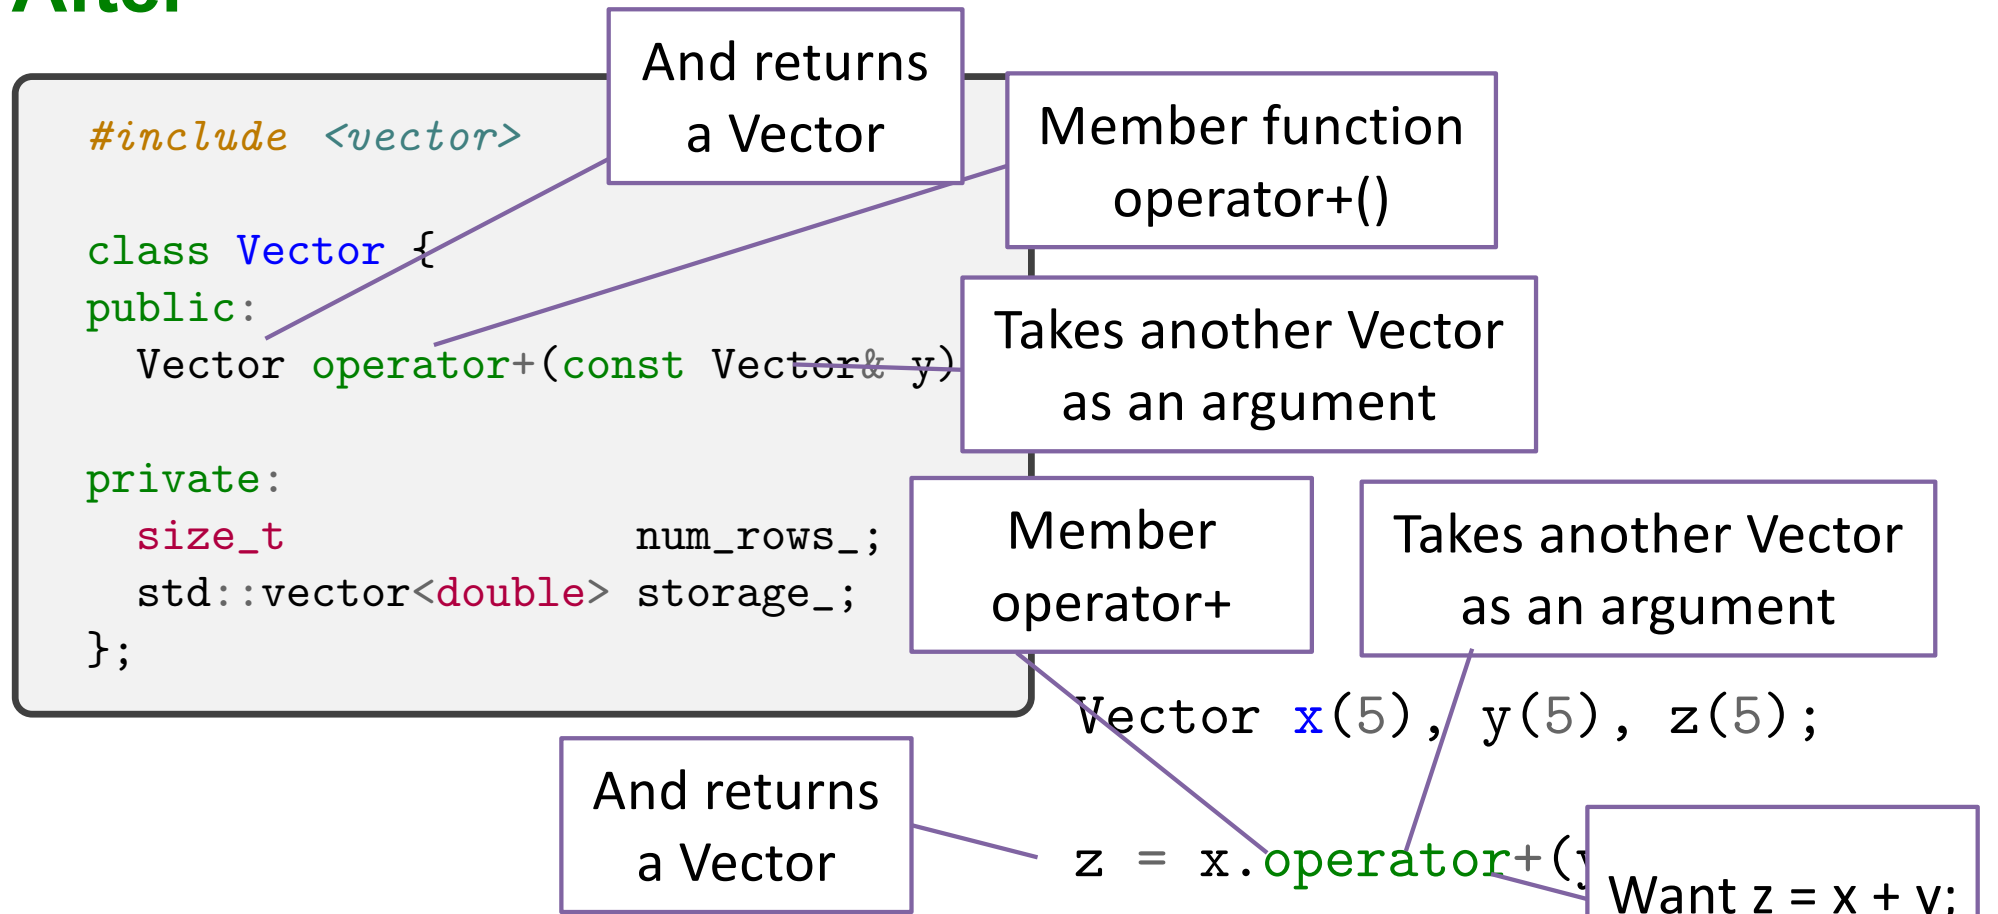 After
And returns
a Vector
Member function
operator+()
#include <vector>
class Vector {
public:
Vector operator+(const Vector& y)
Takes another Vector
as an argument
private:
size_t num_rows_;
std::vector<double> storage_;
};
Member
operator+
Takes another Vector
as an argument
Vector x(5), y(5), z(5);
And returns
a Vector
z = x.operator+(y
Want z = x + y;